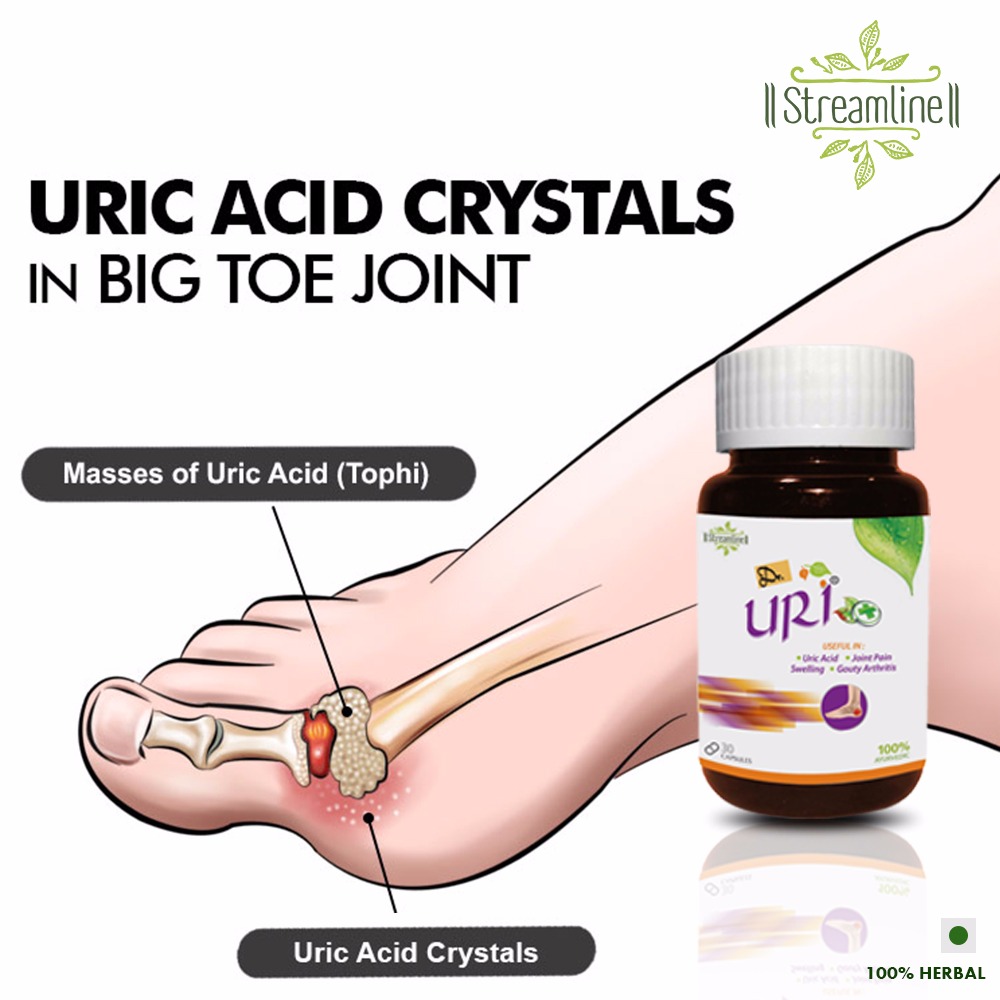 ||Streamline||
URIC ACID CRYSTALS
IN BIG TOE JOINT
Masses of Uric Acid (Tophi)
||Streamline||
Dr.
URI
USEFUL IN:
• Uric Acid • Joint Pain
Swelling • Gouty Arthritis
30
CAPSULES
100%
AYURVEDIC
Uric Acid Crystals
100% HERBAL